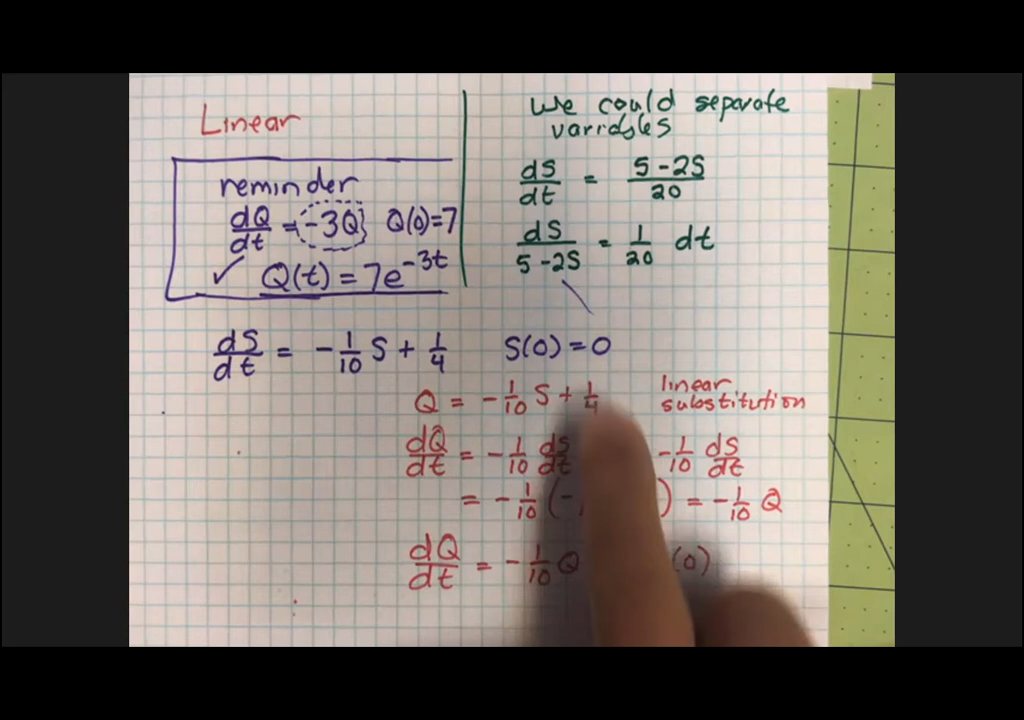 Linear
reminder
dQ/dt = -3Q Q(0)=7
✓ Q(t) = 7e^-3t
We could separate
variables
dS/dt = 5-2S/20
dS/5-2S = 1/20 dt
dS/dt = -1/10 S + 1/4 S(0)=0
Q = -1/10 S + 1/4 linear
substitution
dQ/dt = -1/10 dS/dt -1/10 dS/dt
= -1/10 (- ) = -1/10 Q
dQ/dt = -1/10 Q (0)